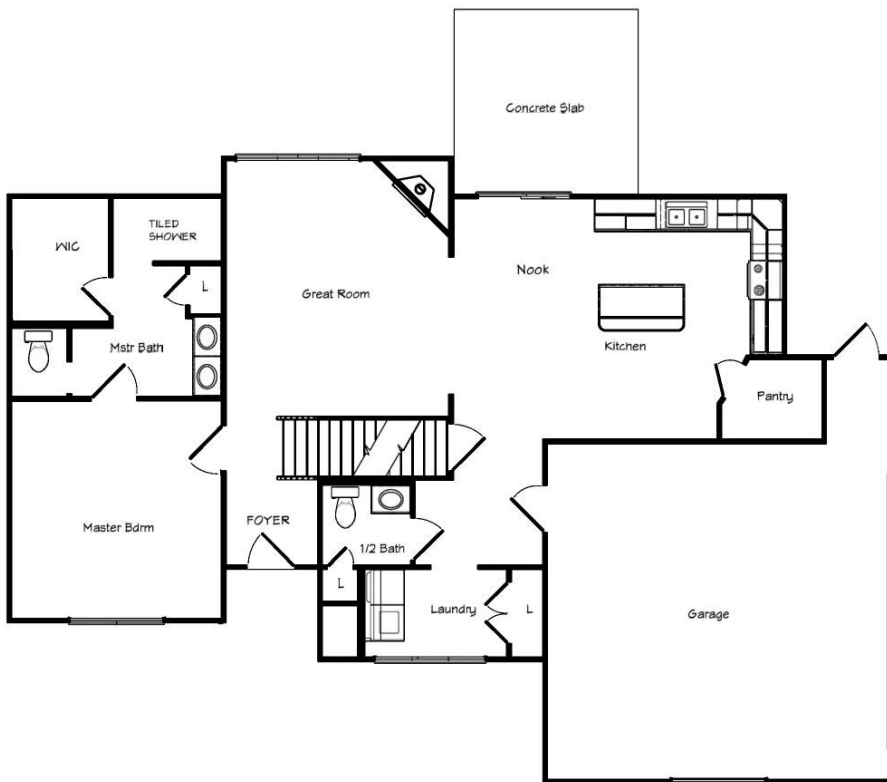 Concrete Slab
TILED
SHOWER
WIC
L
Great Room
Nook
Mstr Bath
Kitchen
Pantry
Master Bdrm
FOYER
1/2 Bath
L
Laundry
L
Garage